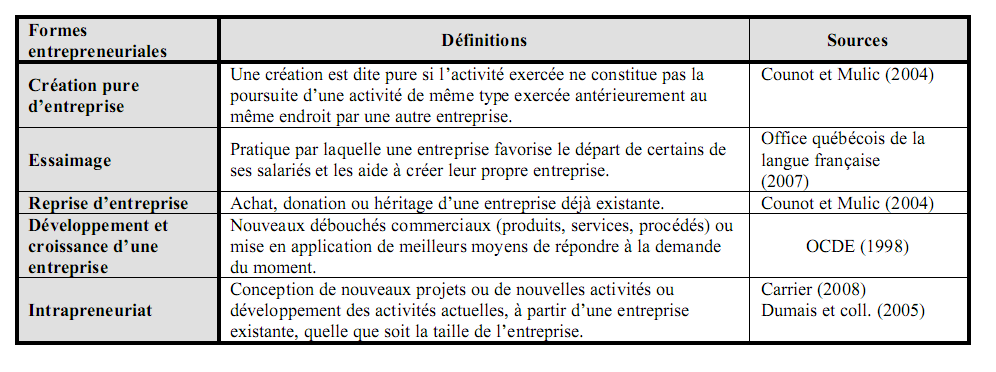 Formes
entrepreneuriales
Définitions
Sources
Création pure
d’entreprise
Une création est dite pure si l’activité exercée ne constitue pas la
poursuite d’une activité de même type exercée antérieurement au
même endroit par une autre entreprise.
Counot et Mulic (2004)
Essaimage
Pratique par laquelle une entreprise favorise le départ de certains de
ses salariés et les aide à créer leur propre entreprise.
Office québécois de la
langue française
(2007)
Reprise d’entreprise
Achat, donation ou héritage d’une entreprise déjà existante.
Counot et Mulic (2004)
Développement et
croissance d’une
entreprise
Nouveaux débouchés commerciaux (produits, services, procédés) ou
mise en application de meilleurs moyens de répondre à la demande
du moment.
OCDE (1998)
Intrapreneuriat
Conception de nouveaux projets ou de nouvelles activités ou
développement des activités actuelles, à partir d’une entreprise
existante, quelle que soit la taille de l’entreprise.
Carrier (2008)
Dumais et coll. (2005)